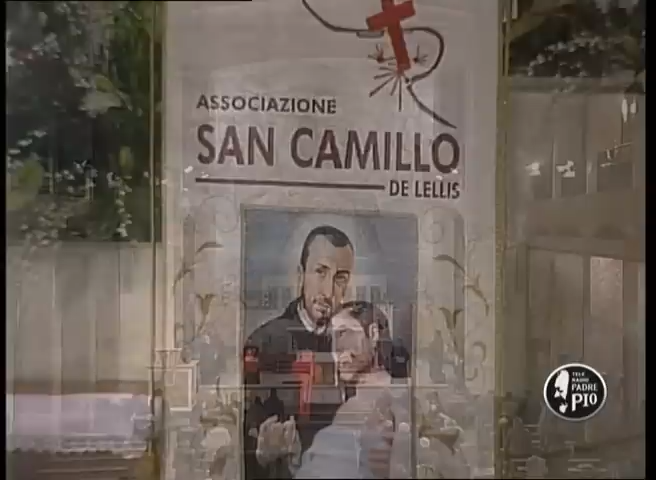 ASSOCIAZIONE
SAN CAMILLO
DE LELLIS
TELE
RADIO
PADRE
PIO